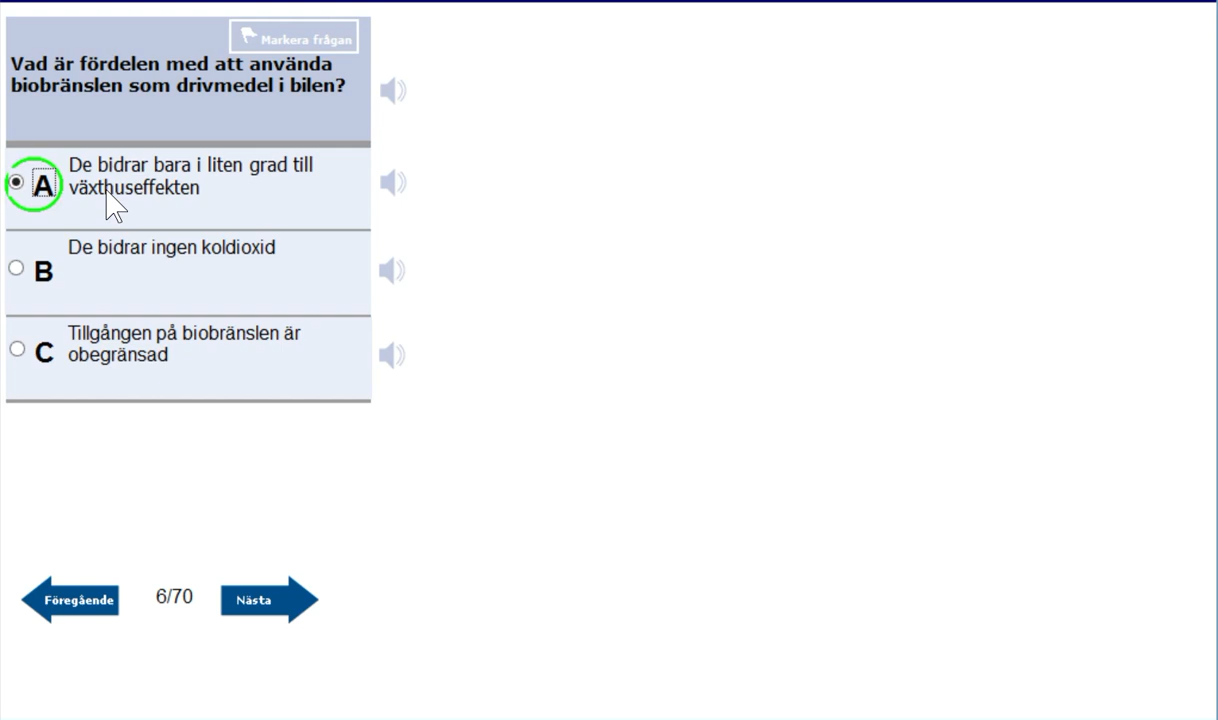 Markera frågan
Vad är fördelen med att använda
biobränslen som drivmedel i bilen?
A
De bidrar bara i liten grad till
växthuseffekten
B
De bidrar ingen koldioxid
C
Tillgången på biobränslen är
obegränsad
Föregående
6/70
Nästa